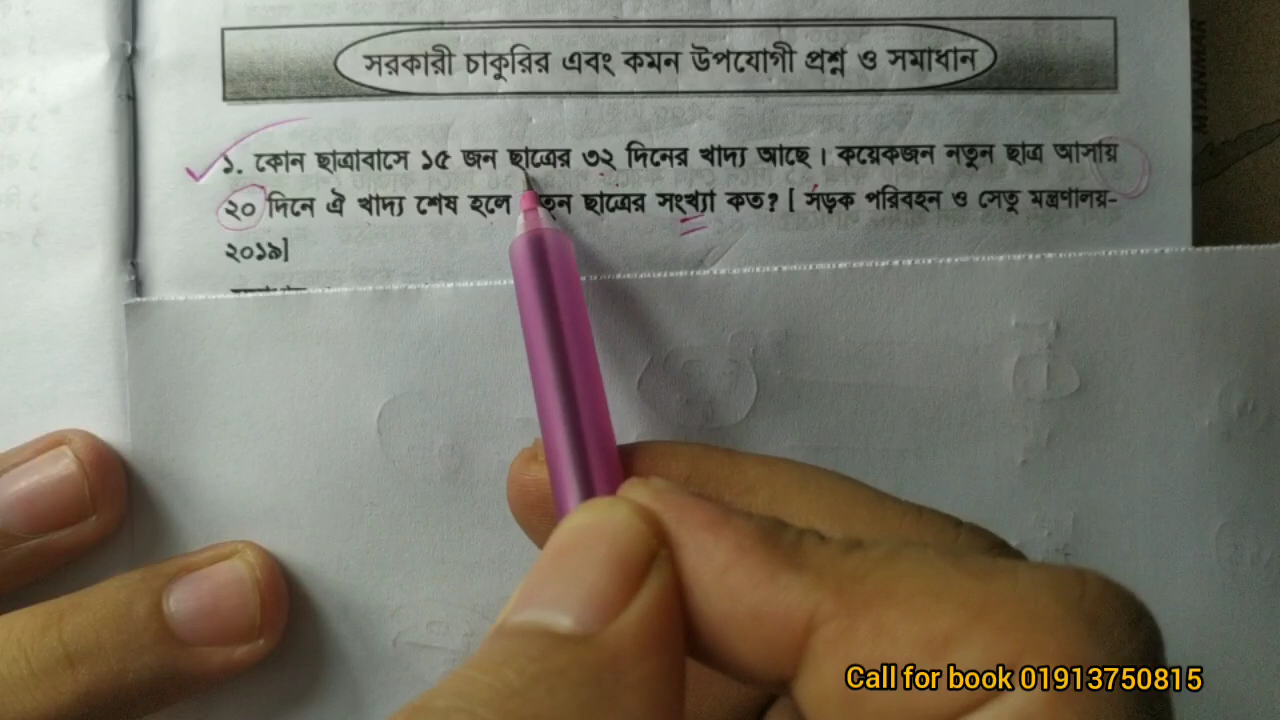 সরকারী চাকুরির এবং কমন উপযোগী প্রশ্ন ও সমাধান
১. কোন ছাত্রাবাসে ১৫ জন ছাত্রের ৩২ দিনের খাদ্য আছে। কয়েকজন নতুন ছাত্র আসায়
২০ দিনে ঐ খাদ্য শেষ হলে নতুন ছাত্রের সংখ্যা কত? [ সড়ক পরিবহন ও সেতু মন্ত্রণালয়-
২০১৯]
Call for book 01913750815